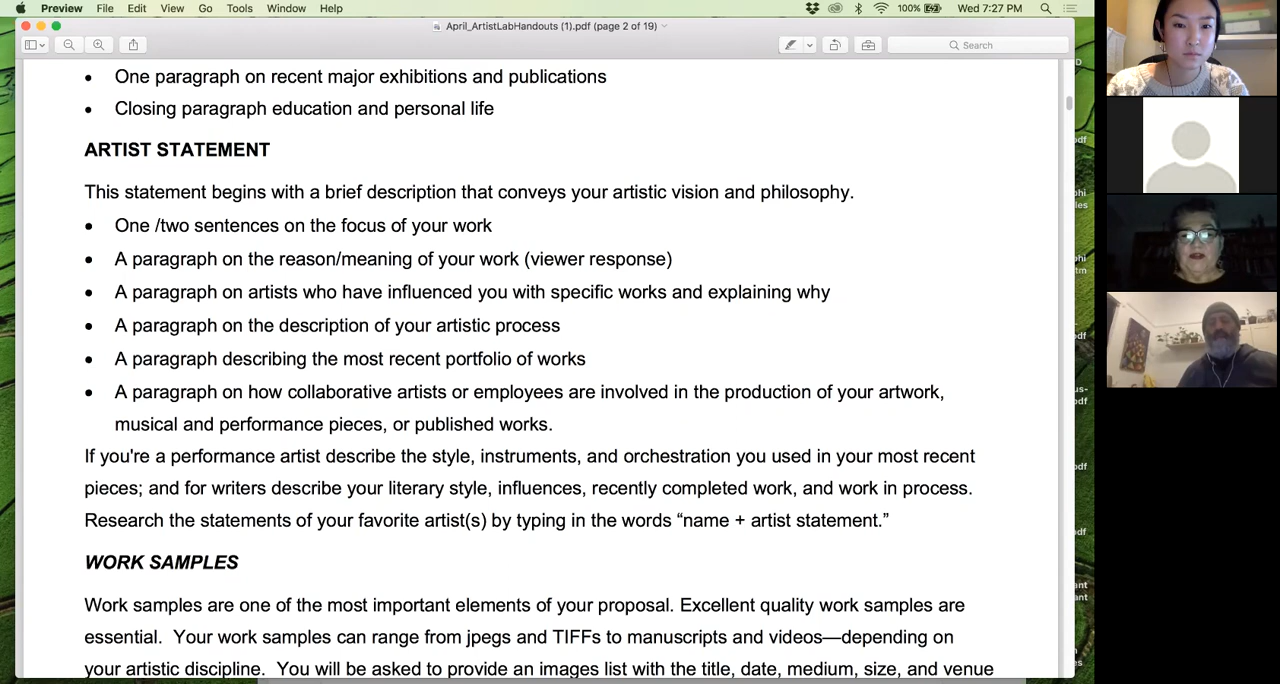 Preview File Edit View Go Tools Window Help 100% Wed 7:27 PM
April_ArtistLabHandouts (1).pdf (page 2 of 19)
Search
• One paragraph on recent major exhibitions and publications
• Closing paragraph education and personal life
ARTIST STATEMENT
This statement begins with a brief description that conveys your artistic vision and philosophy.
• One /two sentences on the focus of your work
• A paragraph on the reason/meaning of your work (viewer response)
• A paragraph on artists who have influenced you with specific works and explaining why
• A paragraph on the description of your artistic process
• A paragraph describing the most recent portfolio of works
• A paragraph on how collaborative artists or employees are involved in the production of your artwork,
musical and performance pieces, or published works.
If you're a performance artist describe the style, instruments, and orchestration you used in your most recent
pieces; and for writers describe your literary style, influences, recently completed work, and work in process.
Research the statements of your favorite artist(s) by typing in the words “name + artist statement.”
WORK SAMPLES
Work samples are one of the most important elements of your proposal. Excellent quality work samples are
essential.  Your work samples can range from jpegs and TIFFs to manuscripts and videos—depending on
your artistic discipline.  You will be asked to provide an images list with the title, date, medium, size, and venue